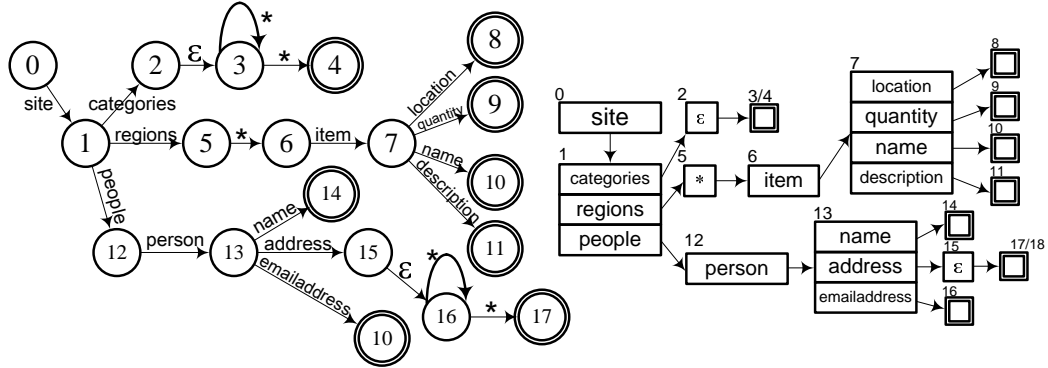 0
site
1
categories
2
ε
3
*
*
4
regions
5
*
6
item
7
location
8
quantity
9
name
10
description
11
people
12
person
13
name
14
address
15
ε
16
*
*
17
emailaddress
10
0
site
1
categories
regions
people
2
ε
3/4
5
*
6
item
7
location
quantity
name
description
8
9
10
11
12
person
13
name
address
emailaddress
14
15
ε
17/18
16